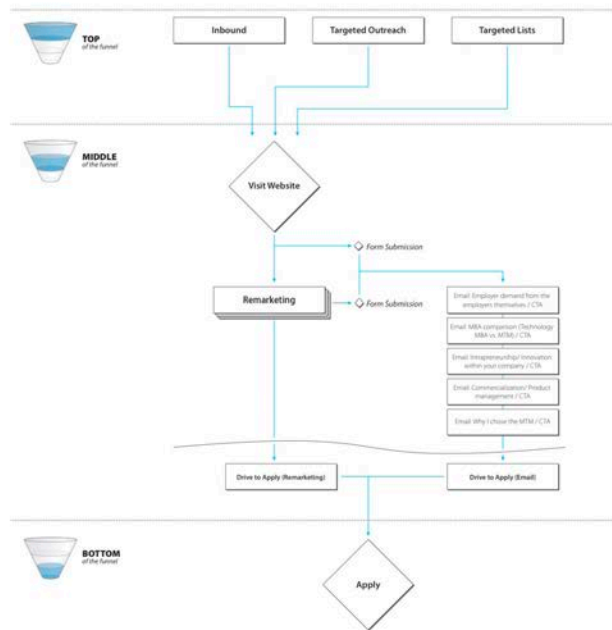 TOP
of the funnel
Inbound
Targeted Outreach
Targeted Lists
MIDDLE
of the funnel
Visit Website
Form Submission
Remarketing
Form Submission
Email: Employer demand from the
employers themselves / CTA
Email: MBA comparison (Technology
MBA vs. MTM) / CTA
Email: Intrapreneurship/ Innovation
within your company / CTA
Email: Commercialization/ Product
management / CTA
Email: Why I chose the MTM / CTA
Drive to Apply (Remarketing)
Drive to Apply (Email)
BOTTOM
of the funnel
Apply